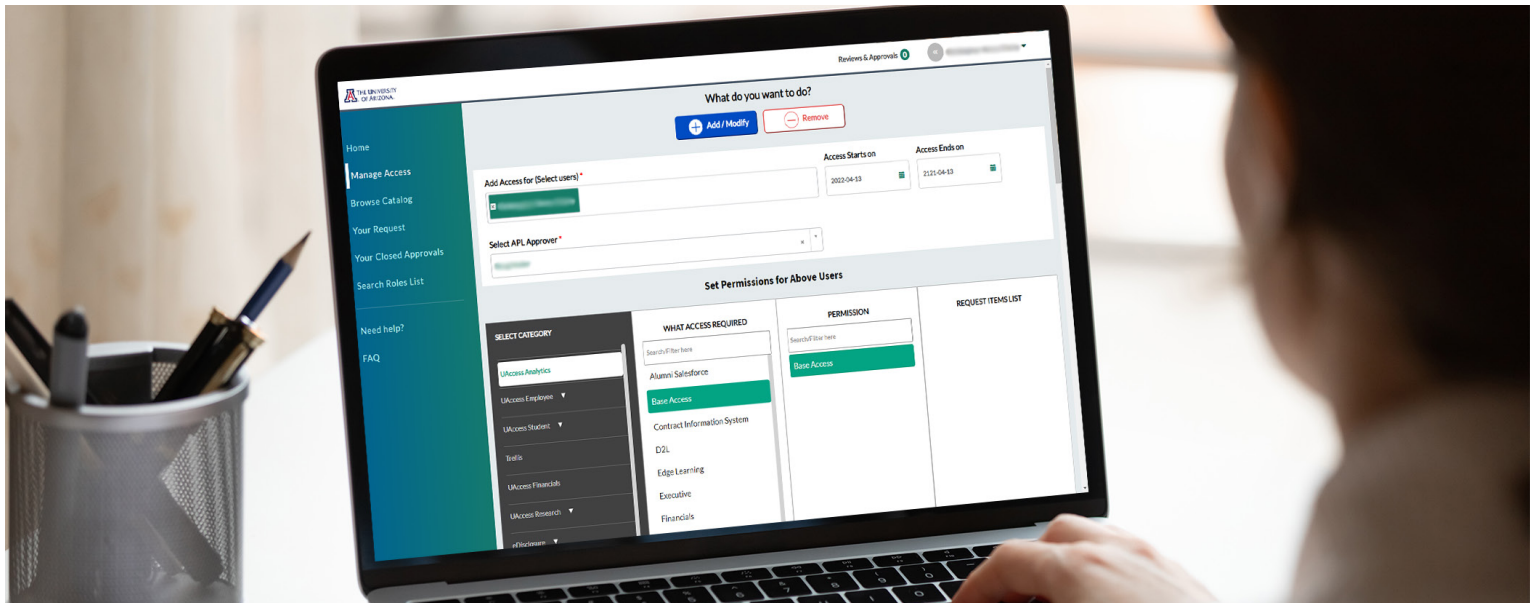 THE UNIVERSITY
OF ARIZONA
Reviews & Approvals 0
Home
Manage Access
Browse Catalog
Your Request
Your Closed Approvals
Search Roles List
Need help?
FAQ
What do you want to do?
Add / Modify
Remove
Add Access for (Select users) *
Access Starts on
Access Ends on
2022-04-13
2121-04-13
Select APL Approver *
Set Permissions for Above Users
SELECT CATEGORY
UAccess Analytics
UAccess Employee
UAccess Student
Trellis
UAccess Financials
UAccess Research
eDisclosure
WHAT ACCESS REQUIRED
Search/Filter here
Alumni Salesforce
Base Access
Contract Information System
D2L
Edge Learning
Executive
Financials
PERMISSION
Search/Filter here
Base Access
REQUEST ITEMS LIST